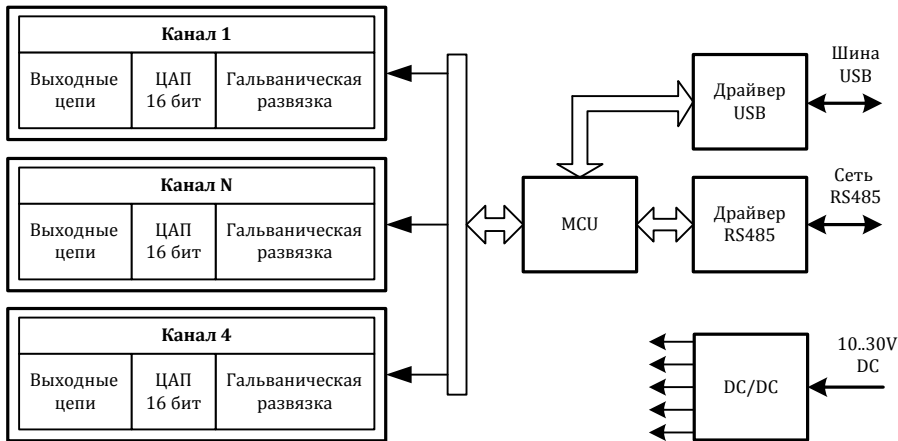 Канал 1
Выходные
цепи
ЦАП
16 бит
Гальваническая
развязка
Канал N
Выходные
цепи
ЦАП
16 бит
Гальваническая
развязка
Канал 4
Выходные
цепи
ЦАП
16 бит
Гальваническая
развязка
MCU
Драйвер
USB
Шина
USB
Драйвер
RS485
Сеть
RS485
DC/DC
10..30V
DC